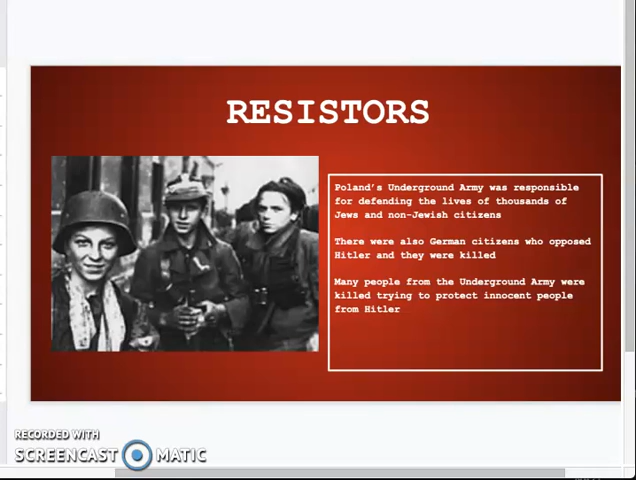 RESISTORS
Poland's Underground Army was responsible
for defending the lives of thousands of
Jews and non-Jewish citizens
There were also German citizens who opposed
Hitler and they were killed
Many people from the Underground Army were
killed trying to protect innocent people
from Hitler
RECORDED WITH
SCREENCAST MATIC